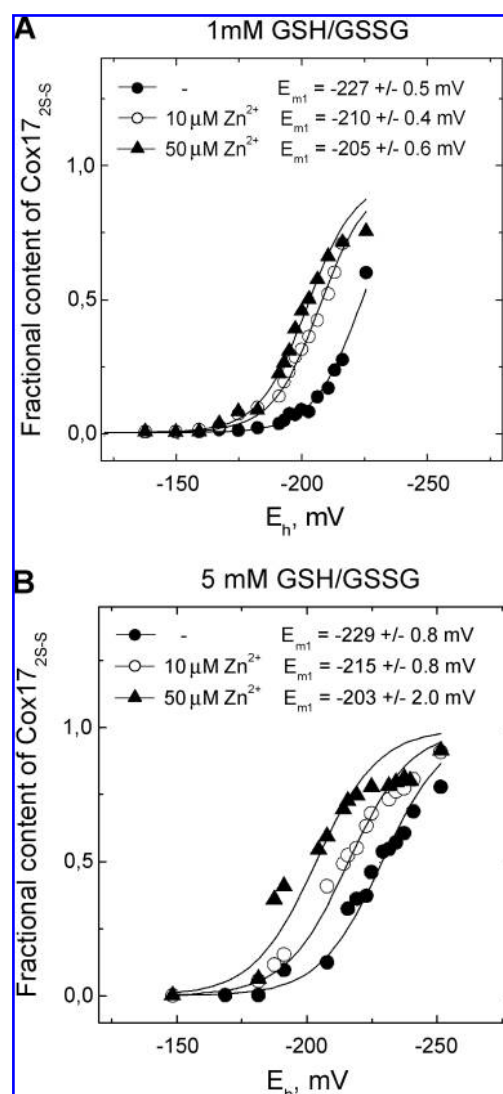 A
1mM GSH/GSSG
- E_m1 = -227 +/- 0.5 mV
10 μM Zn²⁺ E_m1 = -210 +/- 0.4 mV
50 μM Zn²⁺ E_m1 = -205 +/- 0.6 mV
Fractional content of Cox17_2S-S
1,0
0,5
0,0
-150 -200 -250
E_h, mV
B
5 mM GSH/GSSG
- E_m1 = -229 +/- 0.8 mV
10 μM Zn²⁺ E_m1 = -215 +/- 0.8 mV
50 μM Zn²⁺ E_m1 = -203 +/- 2.0 mV
Fractional content of Cox17_2S-S
1,0
0,5
0,0
-150 -200 -250
E_h, mV